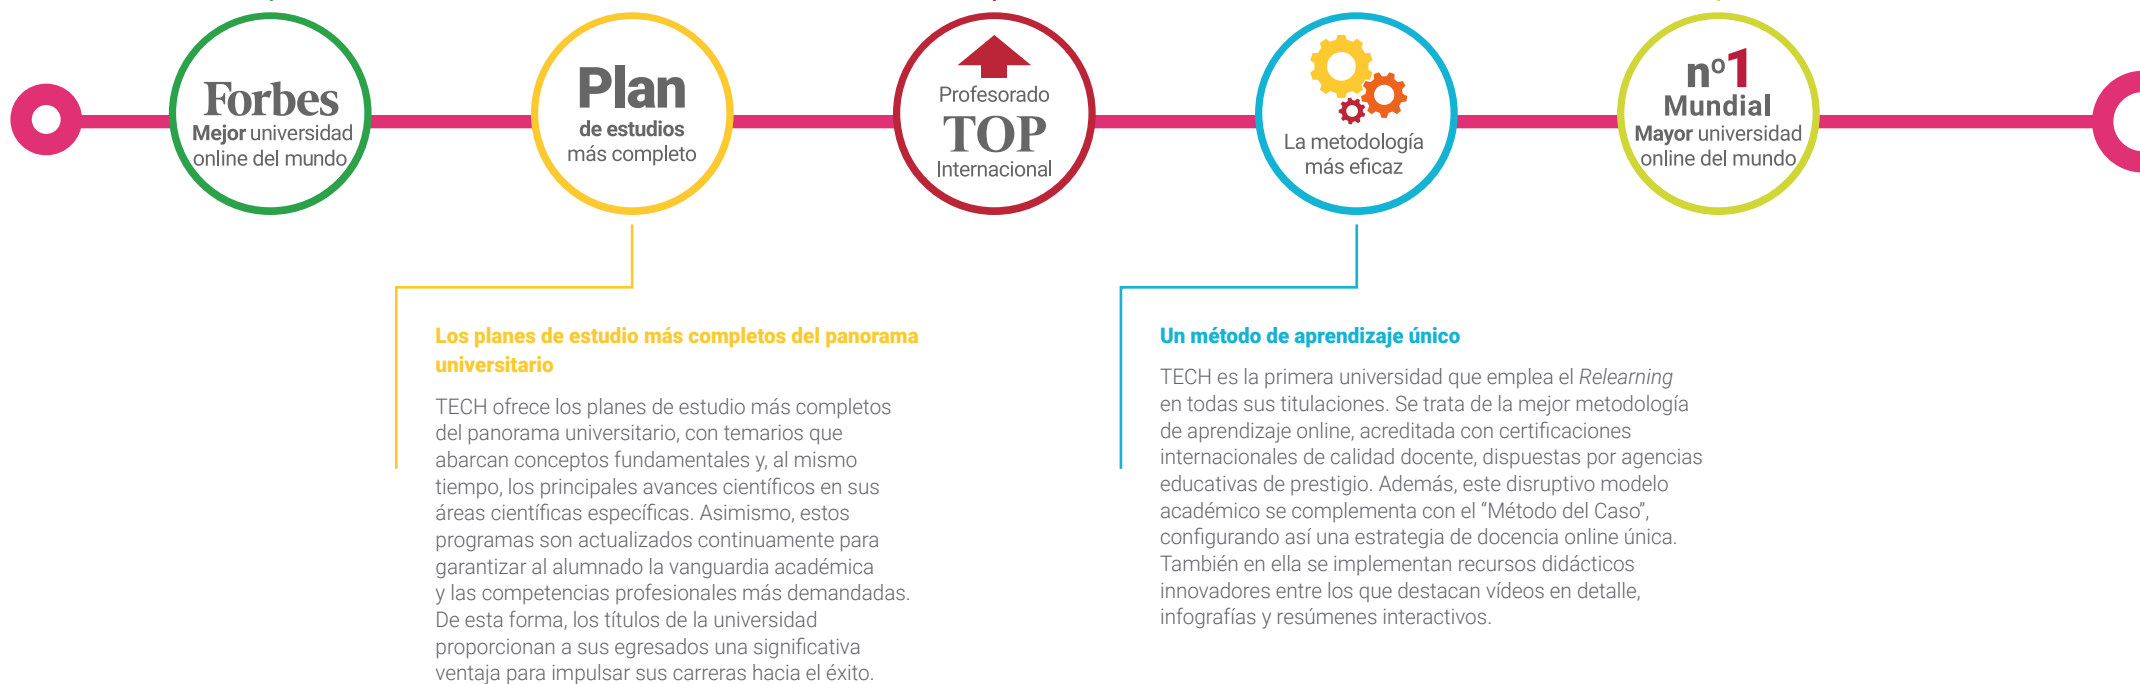 Forbes
Mejor universidad
online del mundo
Plan
de estudios
más completo
Profesorado
TOP
Internacional
La metodología
más eficaz
nº1
Mundial
Mayor universidad
online del mundo
Los planes de estudio más completos del panorama
universitario
TECH ofrece los planes de estudio más completos
del panorama universitario, con temarios que
abarcan conceptos fundamentales y, al mismo
tiempo, los principales avances científicos en sus
áreas científicas específicas. Asimismo, estos
programas son actualizados continuamente para
garantizar al alumnado la vanguardia académica
y las competencias profesionales más demandadas.
De esta forma, los títulos de la universidad
proporcionan a sus egresados una significativa
ventaja para impulsar sus carreras hacia el éxito.
Un método de aprendizaje único
TECH es la primera universidad que emplea el Relearning
en todas sus titulaciones. Se trata de la mejor metodología
de aprendizaje online, acreditada con certificaciones
internacionales de calidad docente, dispuestas por agencias
educativas de prestigio. Además, este disruptivo modelo
académico se complementa con el “Método del Caso”,
configurando así una estrategia de docencia online única.
También en ella se implementan recursos didácticos
innovadores entre los que destacan vídeos en detalle,
infografías y resúmenes interactivos.